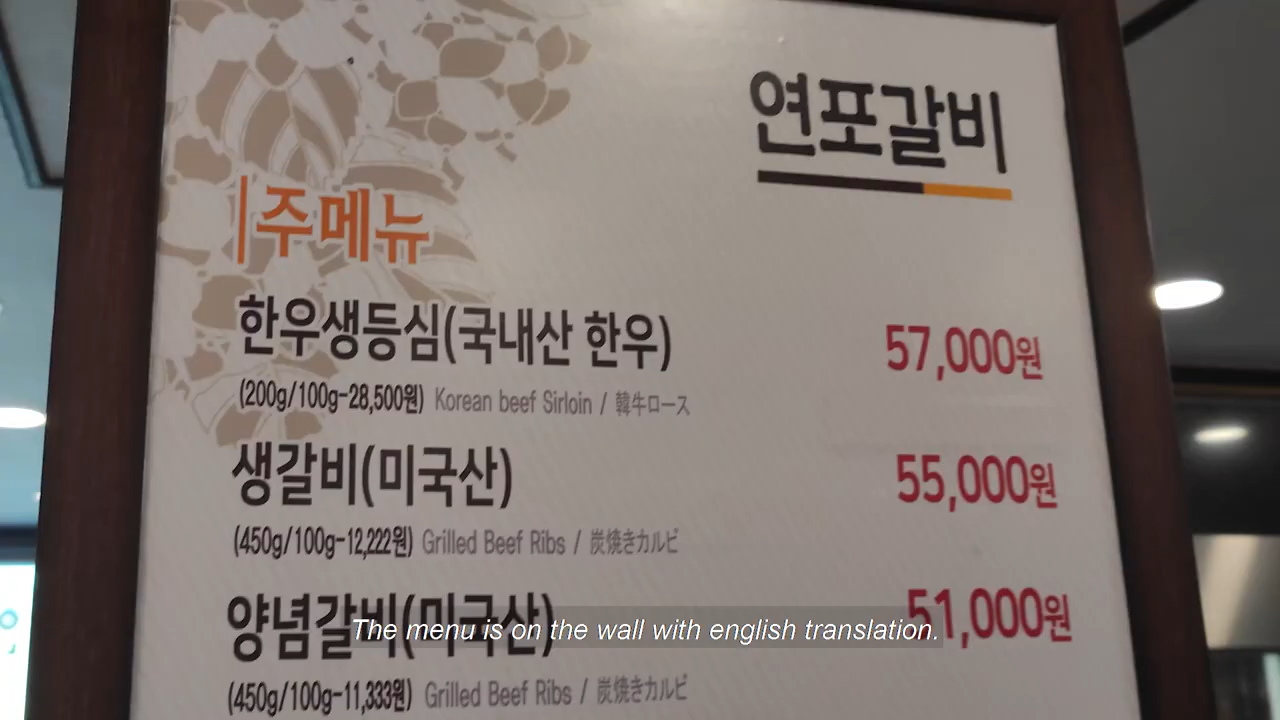 연포갈비
주메뉴
한우생등심(국내산 한우) 57,000원
(200g/100g-28,500원) Korean beef Sirloin / 韓牛ロース
생갈비(미국산) 55,000원
(450g/100g-12,222원) Grilled Beef Ribs / 炭焼きカルビ
양념갈비(미국산) 51,000원
The menu is on the wall with english translation.
(450g/100g-11,333원) Grilled Beef Ribs / 炭焼きカルビ